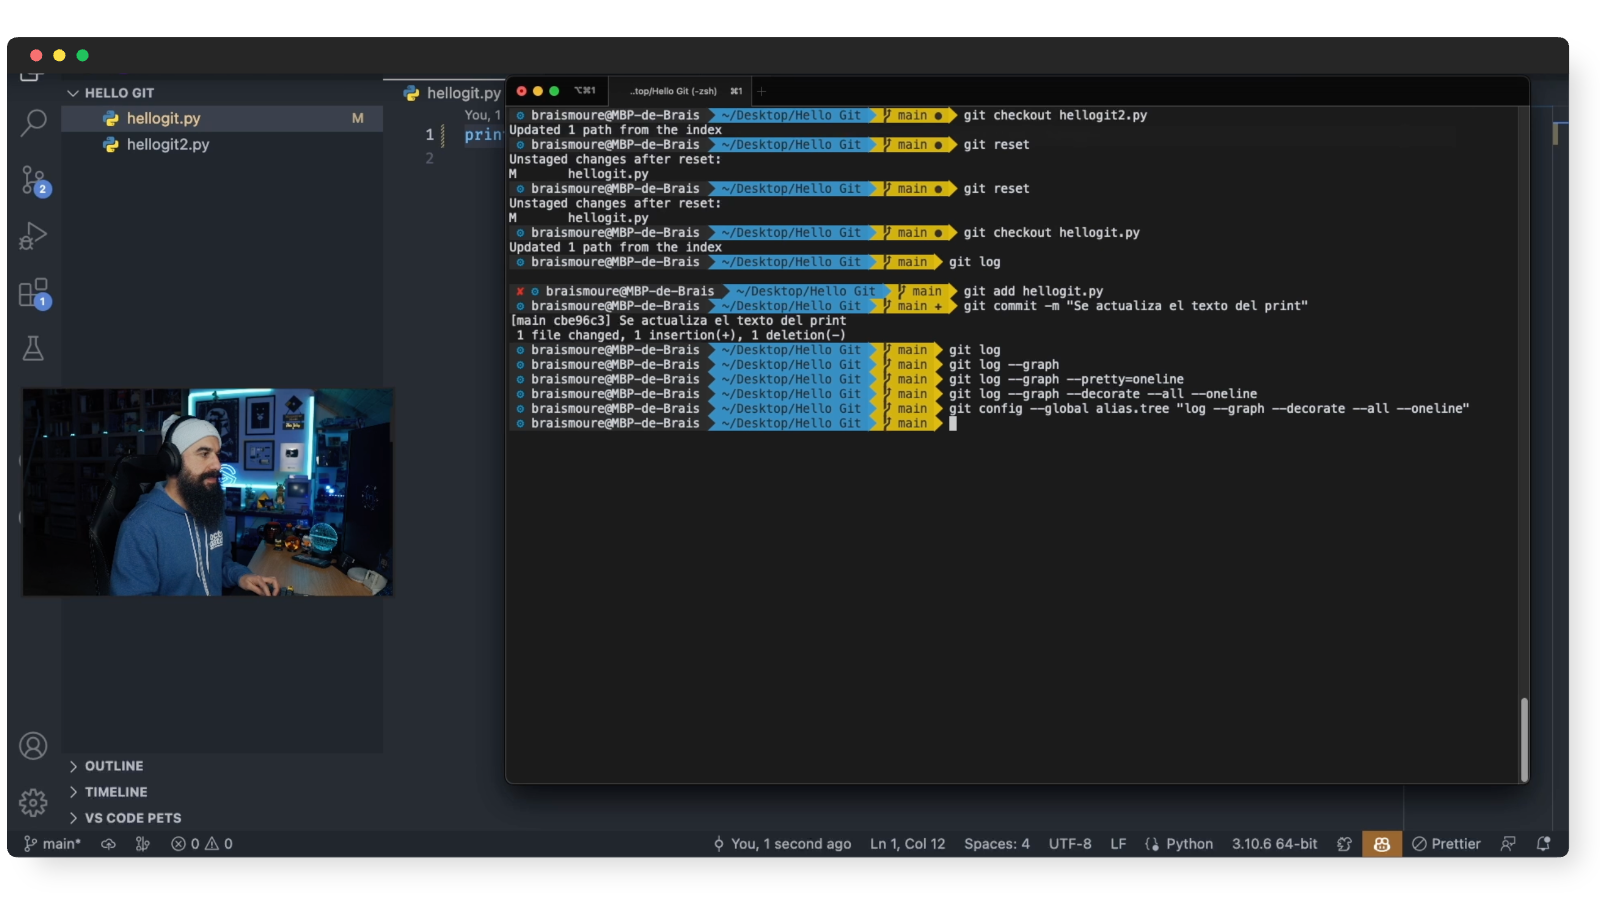 HELLO GIT
hellogit.py M
hellogit2.py
2
1
OUTLINE
TIMELINE
VS CODE PETS
hellogit.py
You, 1
1 prin
2
⌥⌘1 ..top/Hello Git (-zsh) ⌘1 +
braismoure@MBP-de-Brais ~/Desktop/Hello Git main ● git checkout hellogit2.py
Updated 1 path from the index
braismoure@MBP-de-Brais ~/Desktop/Hello Git main ● git reset
Unstaged changes after reset:
M hellogit.py
braismoure@MBP-de-Brais ~/Desktop/Hello Git main ● git reset
Unstaged changes after reset:
M hellogit.py
braismoure@MBP-de-Brais ~/Desktop/Hello Git main ● git checkout hellogit.py
Updated 1 path from the index
braismoure@MBP-de-Brais ~/Desktop/Hello Git main git log
✘ braismoure@MBP-de-Brais ~/Desktop/Hello Git main git add hellogit.py
braismoure@MBP-de-Brais ~/Desktop/Hello Git main + git commit -m "Se actualiza el texto del print"
[main cbe96c3] Se actualiza el texto del print
1 file changed, 1 insertion(+), 1 deletion(-)
braismoure@MBP-de-Brais ~/Desktop/Hello Git main git log
braismoure@MBP-de-Brais ~/Desktop/Hello Git main git log --graph
braismoure@MBP-de-Brais ~/Desktop/Hello Git main git log --graph --pretty=oneline
braismoure@MBP-de-Brais ~/Desktop/Hello Git main git log --graph --decorate --all --oneline
braismoure@MBP-de-Brais ~/Desktop/Hello Git main git config --global alias.tree "log --graph --decorate --all --oneline"
braismoure@MBP-de-Brais ~/Desktop/Hello Git main
main* 0 0 You, 1 second ago Ln 1, Col 12 Spaces: 4 UTF-8 LF Python 3.10.6 64-bit Prettier